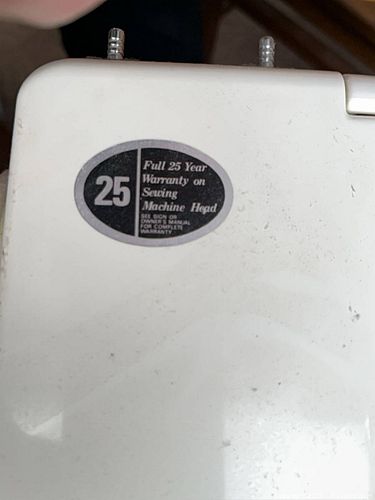 25
Full 25 Year
Warranty on
Sewing
Machine Head
SEE SIGN OR
OWNER'S MANUAL
FOR COMPLETE
WARRANTY